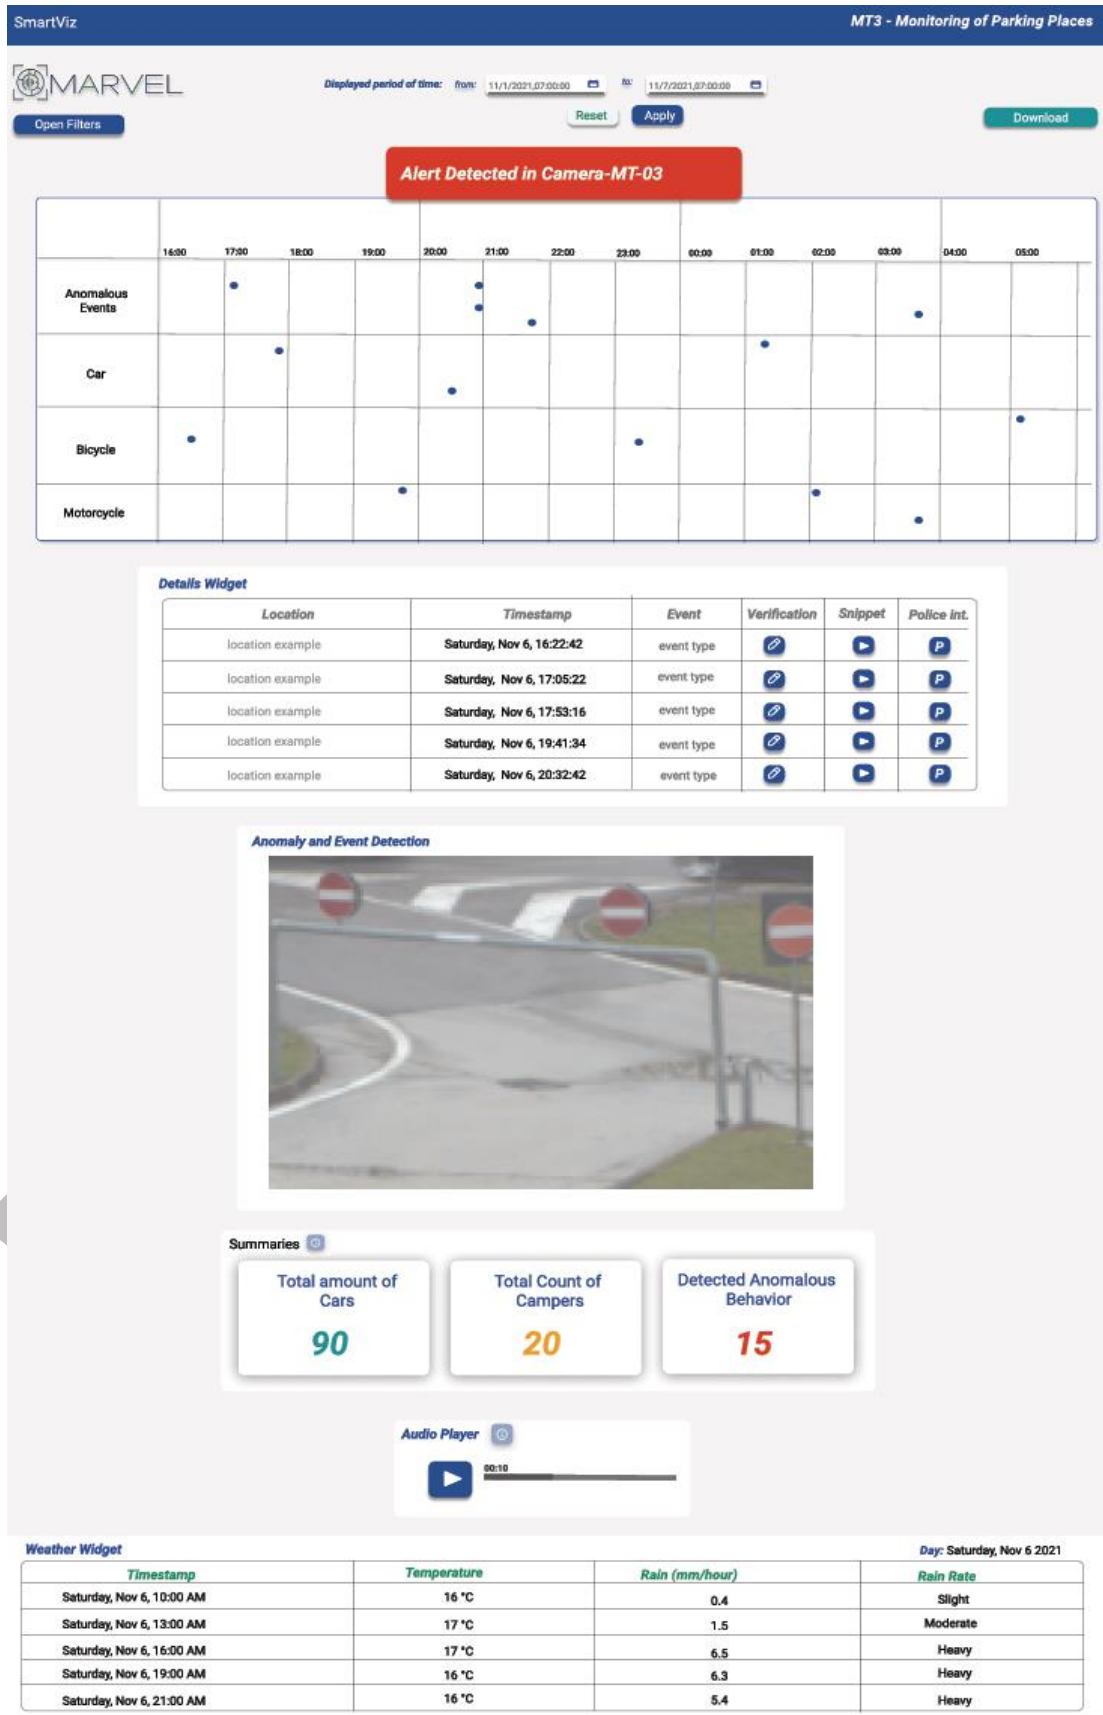 SmartViz
MT3 - Monitoring of Parking Places
MARVEL
Displayed period of time: from: 11/1/2021,07:00:00 to: 11/7/2021,07:00:00
Open Filters
Reset Apply
Download
Alert Detected in Camera-MT-03
16:00 17:00 18:00 19:00 20:00 21:00 22:00 23:00 00:00 01:00 02:00 03:00 04:00 05:00
Anomalous
Events
Car
Bicycle
Motorcycle
Details Widget
Location Timestamp Event Verification Snippet Police int.
location example Saturday, Nov 6, 16:22:42 event type P
location example Saturday, Nov 6, 17:05:22 event type P
location example Saturday, Nov 6, 17:53:16 event type P
location example Saturday, Nov 6, 19:41:34 event type P
location example Saturday, Nov 6, 20:32:42 event type P
Anomaly and Event Detection
Summaries
Total amount of
Cars
90
Total Count of
Campers
20
Detected Anomalous
Behavior
15
Audio Player
00:10
Weather Widget
Day: Saturday, Nov 6 2021
Timestamp Temperature Rain (mm/hour) Rain Rate
Saturday, Nov 6, 10:00 AM 16 °C 0.4 Slight
Saturday, Nov 6, 13:00 AM 17 °C 1.5 Moderate
Saturday, Nov 6, 16:00 AM 17 °C 6.5 Heavy
Saturday, Nov 6, 19:00 AM 16 °C 6.3 Heavy
Saturday, Nov 6, 21:00 AM 16 °C 5.4 Heavy